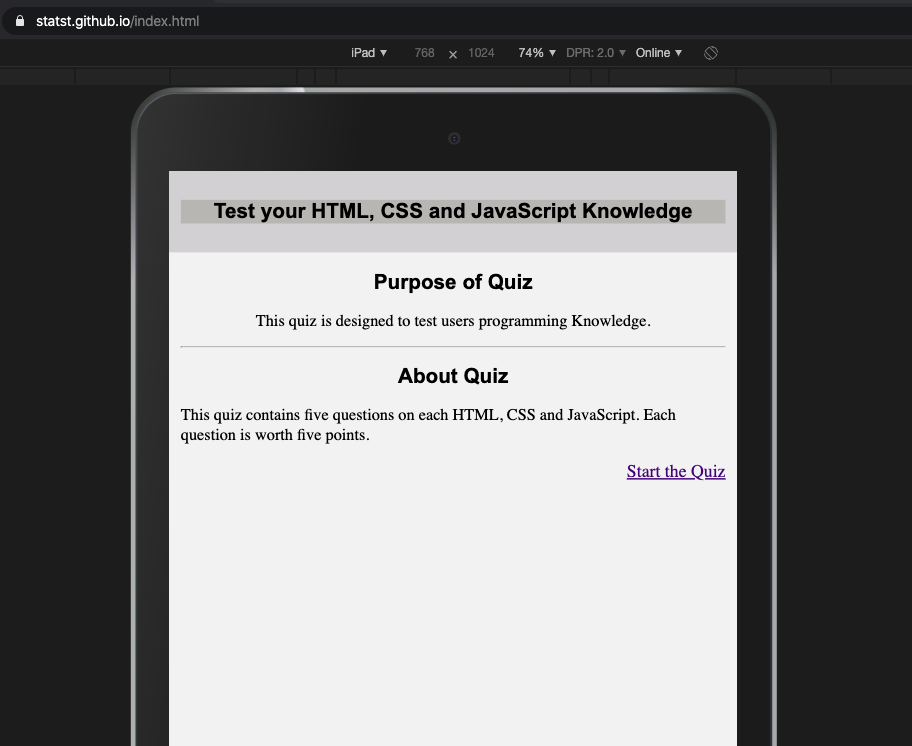 statst.github.io/index.html
iPad ▼ 768 × 1024 74% ▼ DPR: 2.0 ▼ Online ▼
Test your HTML, CSS and JavaScript Knowledge
Purpose of Quiz
This quiz is designed to test users programming Knowledge.
About Quiz
This quiz contains five questions on each HTML, CSS and JavaScript. Each
question is worth five points.
Start the Quiz